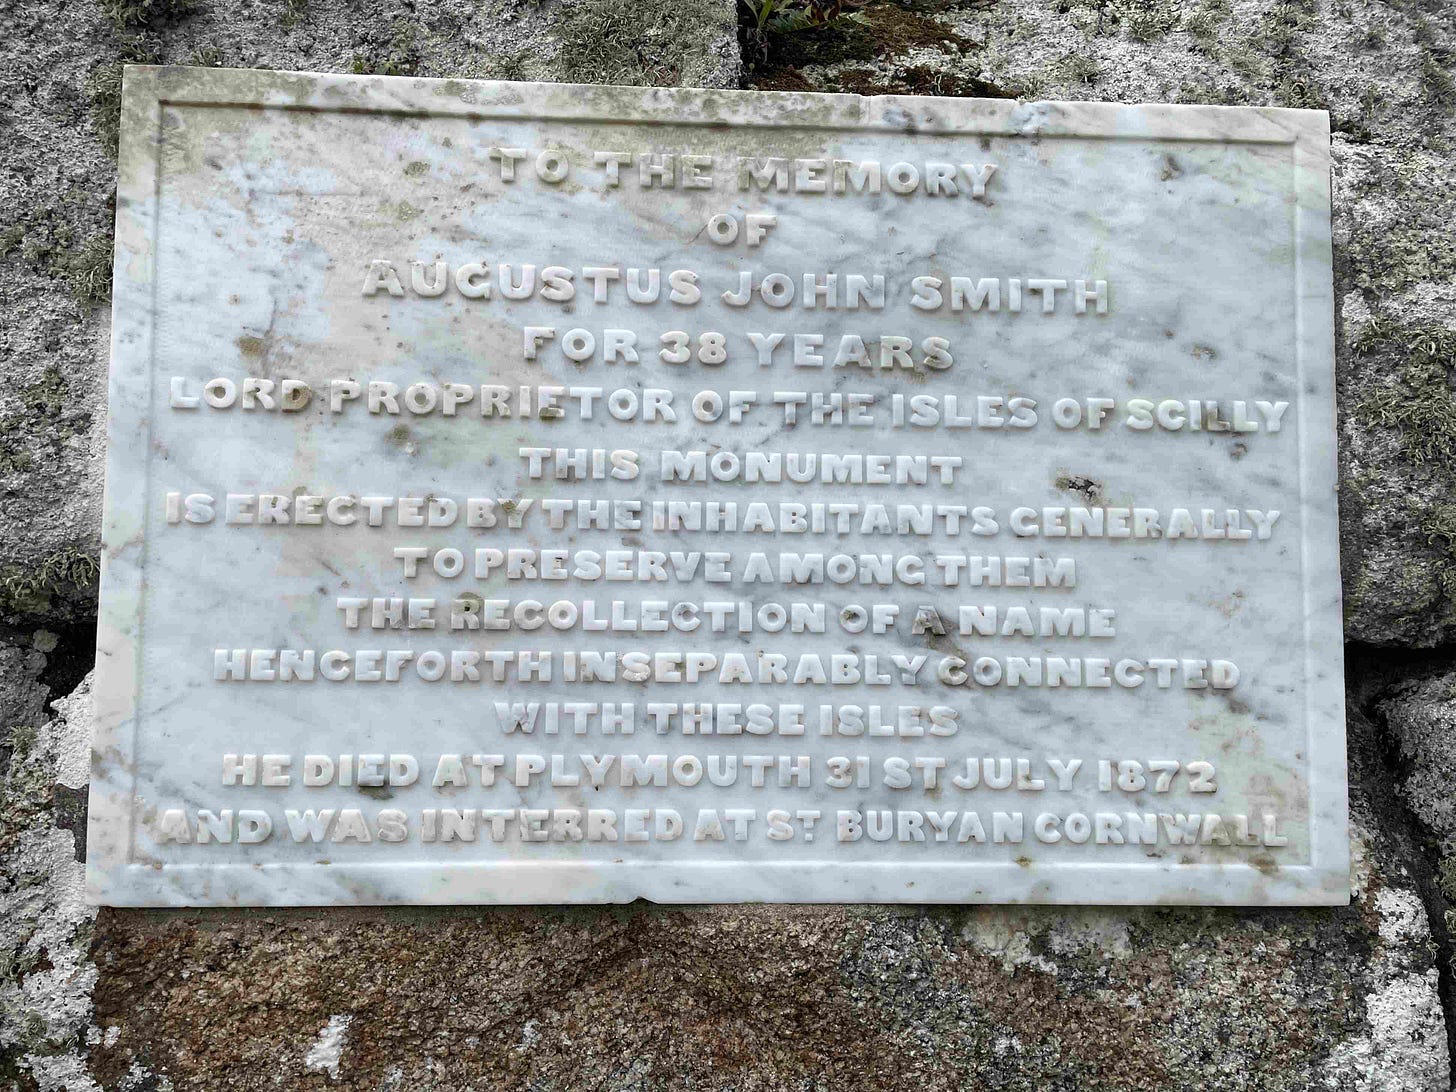 TO THE MEMORY
OF
AUGUSTUS JOHN SMITH
FOR 38 YEARS
LORD PROPRIETOR OF THE ISLES OF SCILLY
THIS MONUMENT
IS ERECTED BY THE INHABITANTS GENERALLY
TO PRESERVE AMONG THEM
THE RECOLLECTION OF A NAME
HENCEFORTH INSEPARABLY CONNECTED
WITH THESE ISLES
HE DIED AT PLYMOUTH 31ST JULY 1872
AND WAS INTERRED AT ST BURYAN CORNWALL